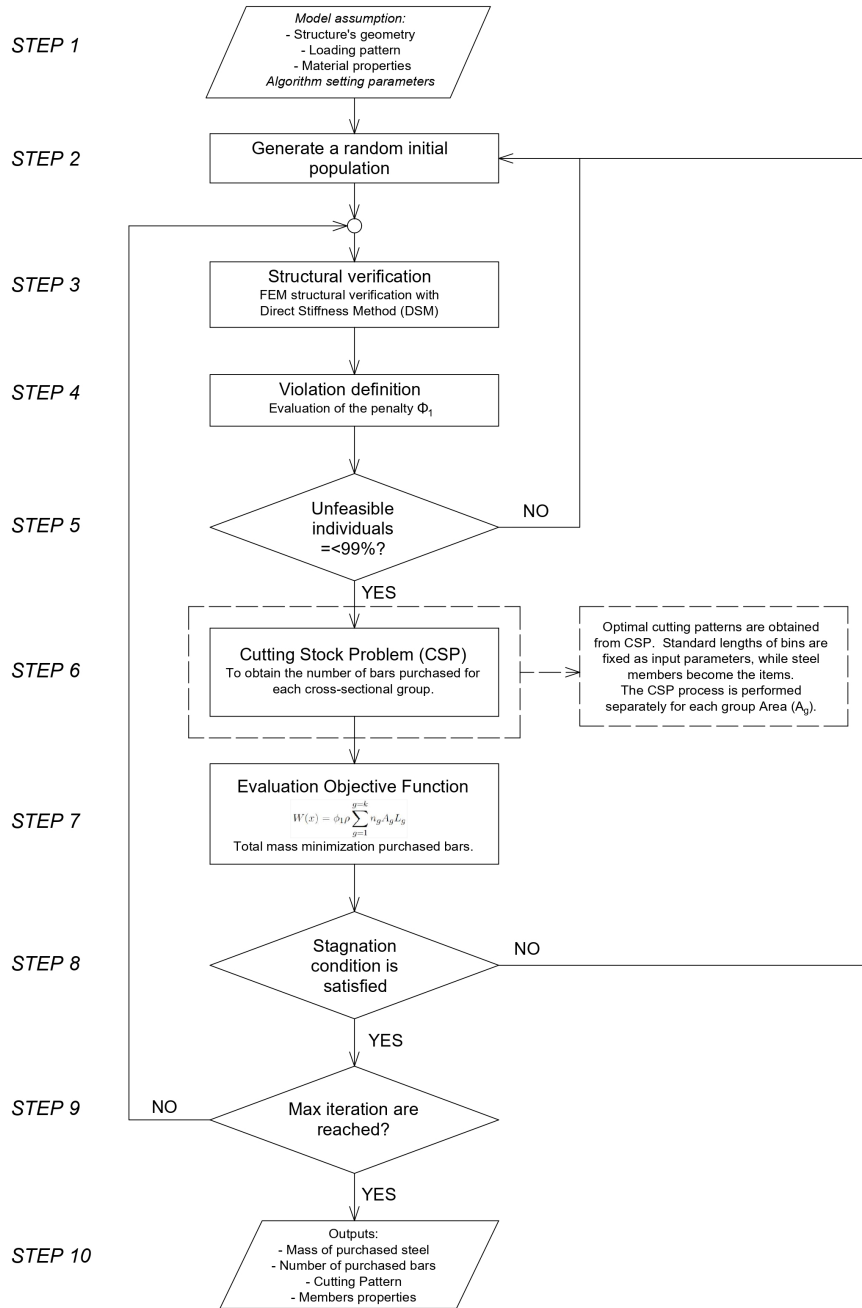 STEP 1
Model assumption:
- Structure's geometry
- Loading pattern
- Material properties
Algorithm setting parameters
STEP 2
Generate a random initial
population
STEP 3
Structural verification
FEM structural verification with
Direct Stiffness Method (DSM)
STEP 4
Violation definition
Evaluation of the penalty Φ₁
STEP 5
Unfeasible
individuals
=<99%?
NO
YES
STEP 6
Cutting Stock Problem (CSP)
To obtain the number of bars purchased for
each cross-sectional group.
Optimal cutting patterns are obtained
from CSP. Standard lengths of bins are
fixed as input parameters, while steel
members become the items.
The CSP process is performed
separately for each group Area (A_g).
STEP 7
Evaluation Objective Function
W(x) = ϕ₁ρ ∑_{g=1}^{g=k} n_g A_g L_g
Total mass minimization purchased bars.
STEP 8
Stagnation
condition is
satisfied
NO
YES
STEP 9
NO
Max iteration are
reached?
YES
STEP 10
Outputs:
- Mass of purchased steel
- Number of purchased bars
- Cutting Pattern
- Members properties